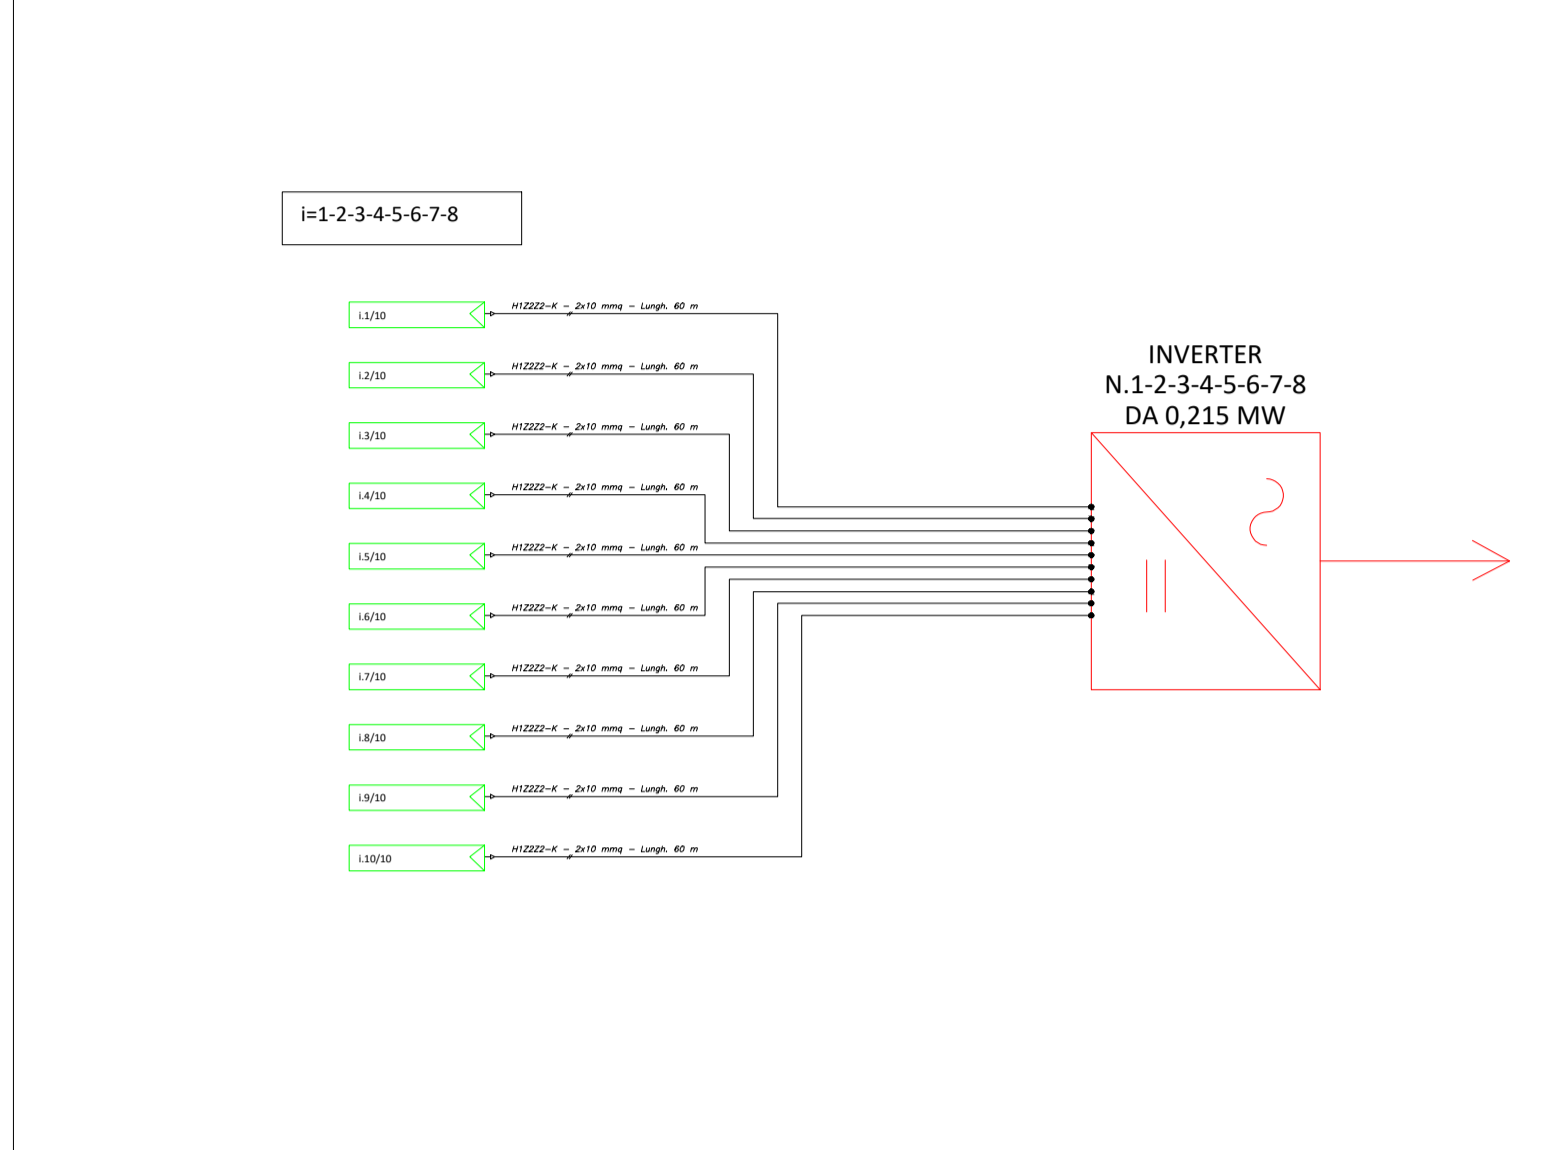 i=1-2-3-4-5-6-7-8
i.1/10
H1Z2Z2-K - 2x10 mmq - Lungh. 60 m
i.2/10
H1Z2Z2-K - 2x10 mmq - Lungh. 60 m
i.3/10
H1Z2Z2-K - 2x10 mmq - Lungh. 60 m
i.4/10
H1Z2Z2-K - 2x10 mmq - Lungh. 60 m
i.5/10
H1Z2Z2-K - 2x10 mmq - Lungh. 60 m
i.6/10
H1Z2Z2-K - 2x10 mmq - Lungh. 60 m
i.7/10
H1Z2Z2-K - 2x10 mmq - Lungh. 60 m
i.8/10
H1Z2Z2-K - 2x10 mmq - Lungh. 60 m
i.9/10
H1Z2Z2-K - 2x10 mmq - Lungh. 60 m
i.10/10
H1Z2Z2-K - 2x10 mmq - Lungh. 60 m
INVERTER
N.1-2-3-4-5-6-7-8
DA 0,215 MW